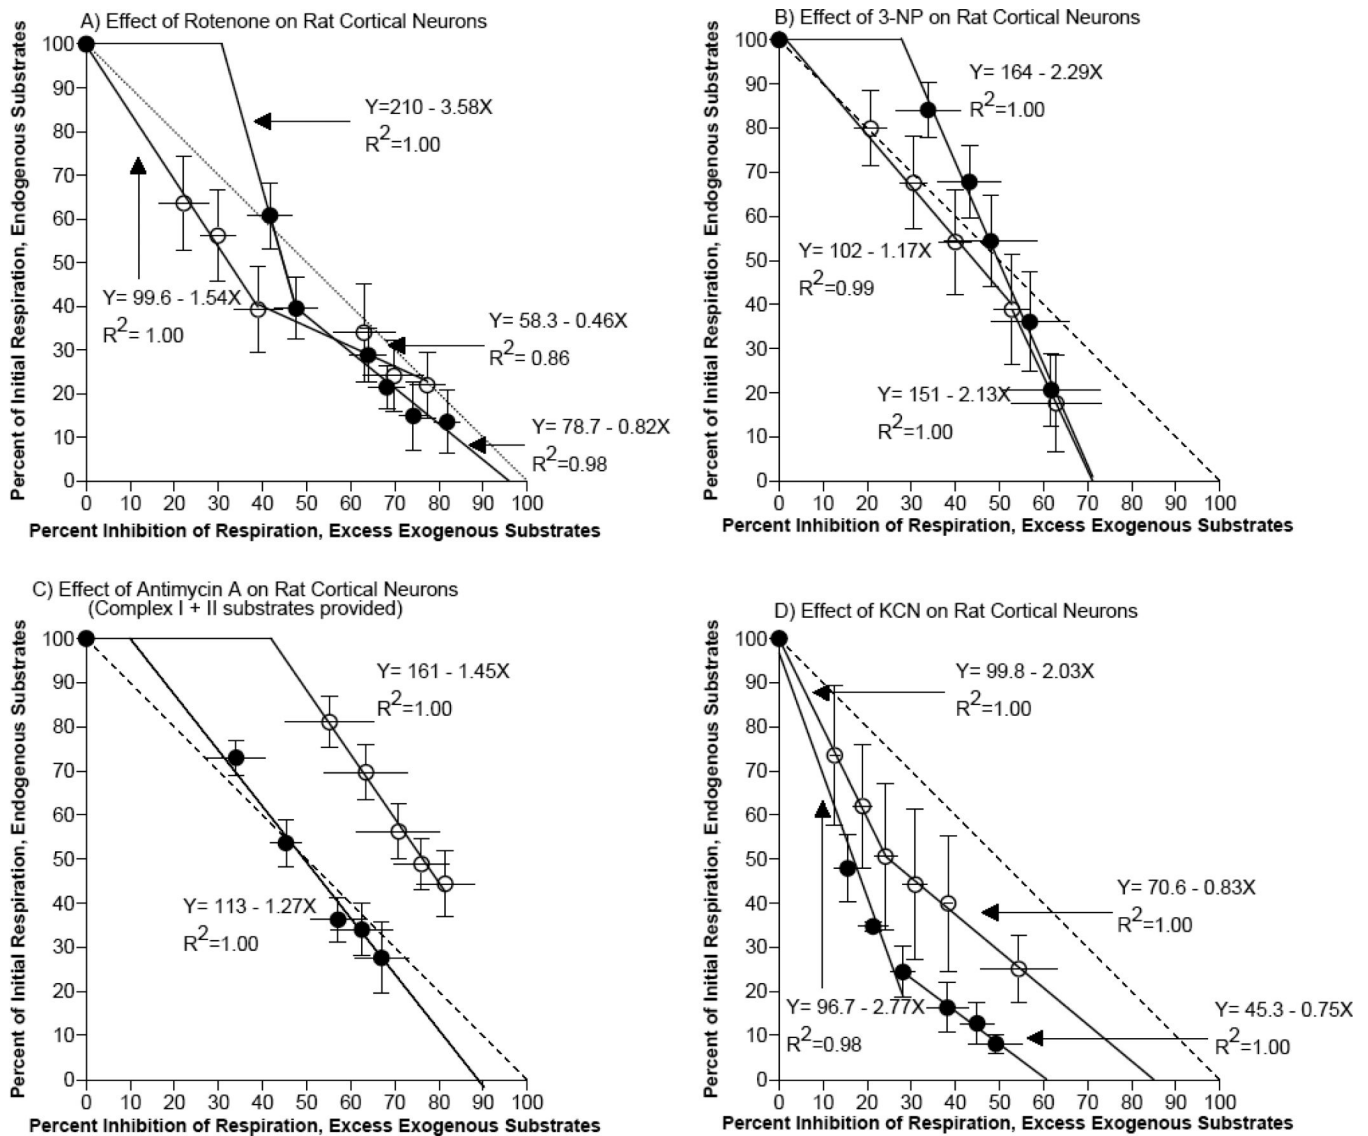 A) Effect of Rotenone on Rat Cortical Neurons
Percent of Initial Respiration, Endogenous Substrates
100
90
80
70
60
50
40
30
20
10
0
Y=210 - 3.58X
R2=1.00
Y= 99.6 - 1.54X
R2= 1.00
Y= 58.3 - 0.46X
R2= 0.86
Y= 78.7 - 0.82X
R2=0.98
0 10 20 30 40 50 60 70 80 90 100
Percent Inhibition of Respiration, Excess Exogenous Substrates
B) Effect of 3-NP on Rat Cortical Neurons
Percent of Initial Respiration, Endogenous Substrates
100
90
80
70
60
50
40
30
20
10
0
Y= 164 - 2.29X
R2=1.00
Y= 102 - 1.17X
R2=0.99
Y= 151 - 2.13X
R2=1.00
0 10 20 30 40 50 60 70 80 90 100
Percent Inhibition of Respiration, Excess Exogenous Substrates
C) Effect of Antimycin A on Rat Cortical Neurons
(Complex I + II substrates provided)
Percent of Initial Respiration, Endogenous Substrates
100
90
80
70
60
50
40
30
20
10
0
Y= 161 - 1.45X
R2=1.00
Y= 113 - 1.27X
R2=1.00
0 10 20 30 40 50 60 70 80 90 100
Percent Inhibition of Respiration, Excess Exogenous Substrates
D) Effect of KCN on Rat Cortical Neurons
Percent of Initial Respiration, Endogenous Substrates
100
90
80
70
60
50
40
30
20
10
0
Y= 99.8 - 2.03X
R2=1.00
Y= 70.6 - 0.83X
R2=1.00
Y= 96.7 - 2.77X
R2=0.98
Y= 45.3 - 0.75X
R2=1.00
0 10 20 30 40 50 60 70 80 90 100
Percent Inhibition of Respiration, Excess Exogenous Substrates